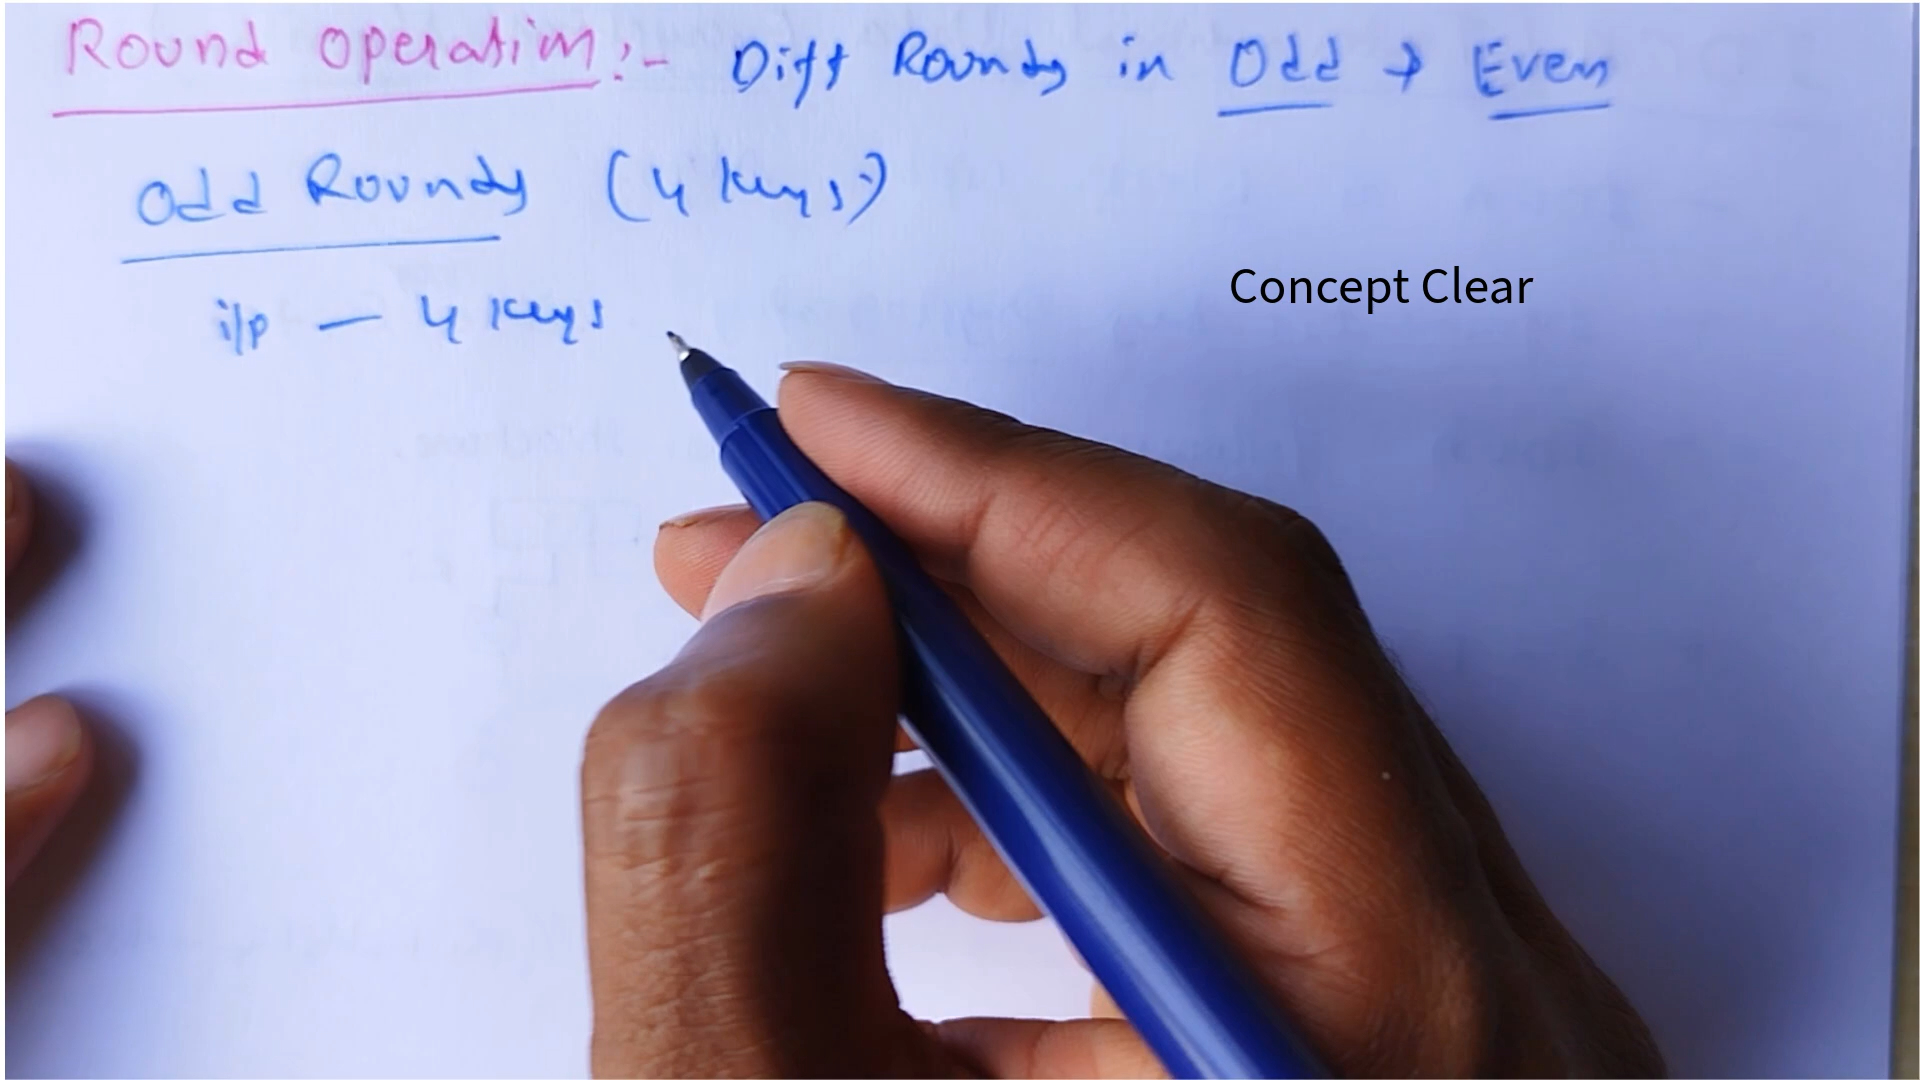 Round Operation :- Diff Rounds in Odd & Even
Odd Rounds (4 keys)
Concept Clear
i/p — 4 keys